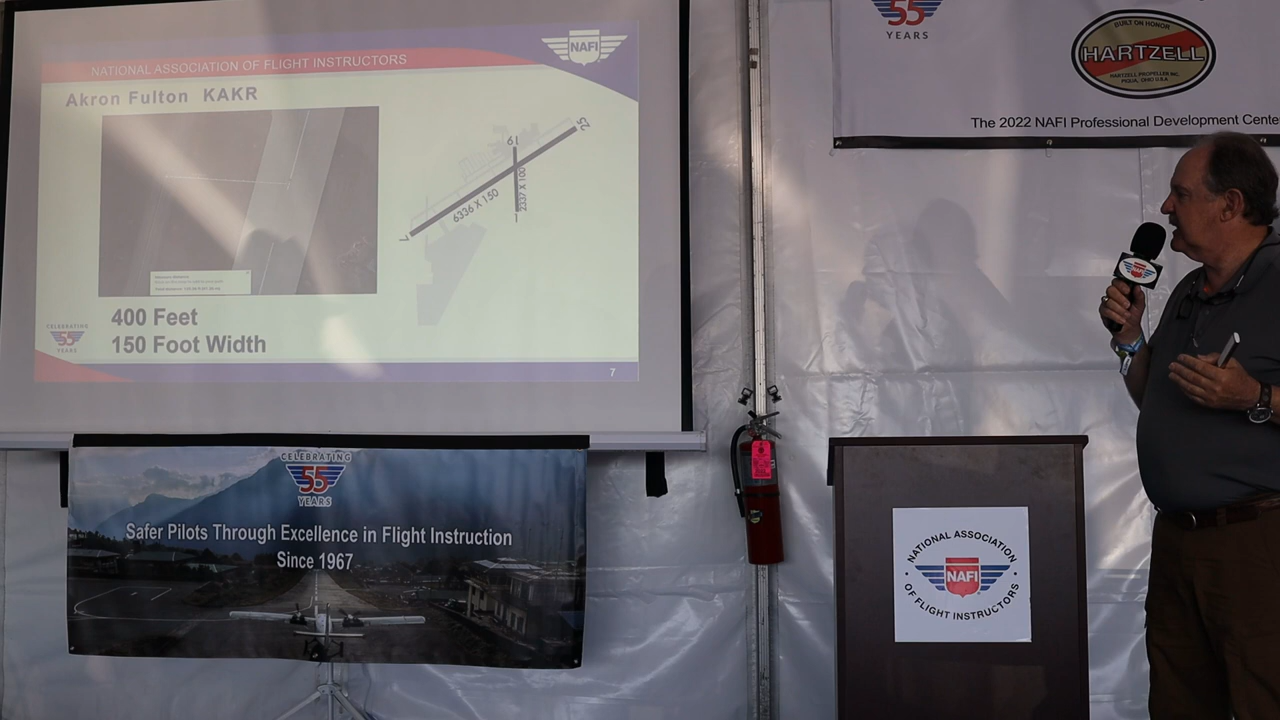 NATIONAL ASSOCIATION OF FLIGHT INSTRUCTORS
NAFI
Akron Fulton KAKR
6336 X 150
2337 X 100
19
25
7
1
400 Feet
150 Foot Width
CELEBRATING
55
YEARS
7
55
YEARS
BUILT ON HONOR
HARTZELL
HARTZELL PROPELLER INC.
PIQUA, OHIO U.S.A
The 2022 NAFI Professional Development Cente
NAFI
CELEBRATING
55
YEARS
Safer Pilots Through Excellence in Flight Instruction
Since 1967
NATIONAL ASSOCIATION
NAFI
OF FLIGHT INSTRUCTORS